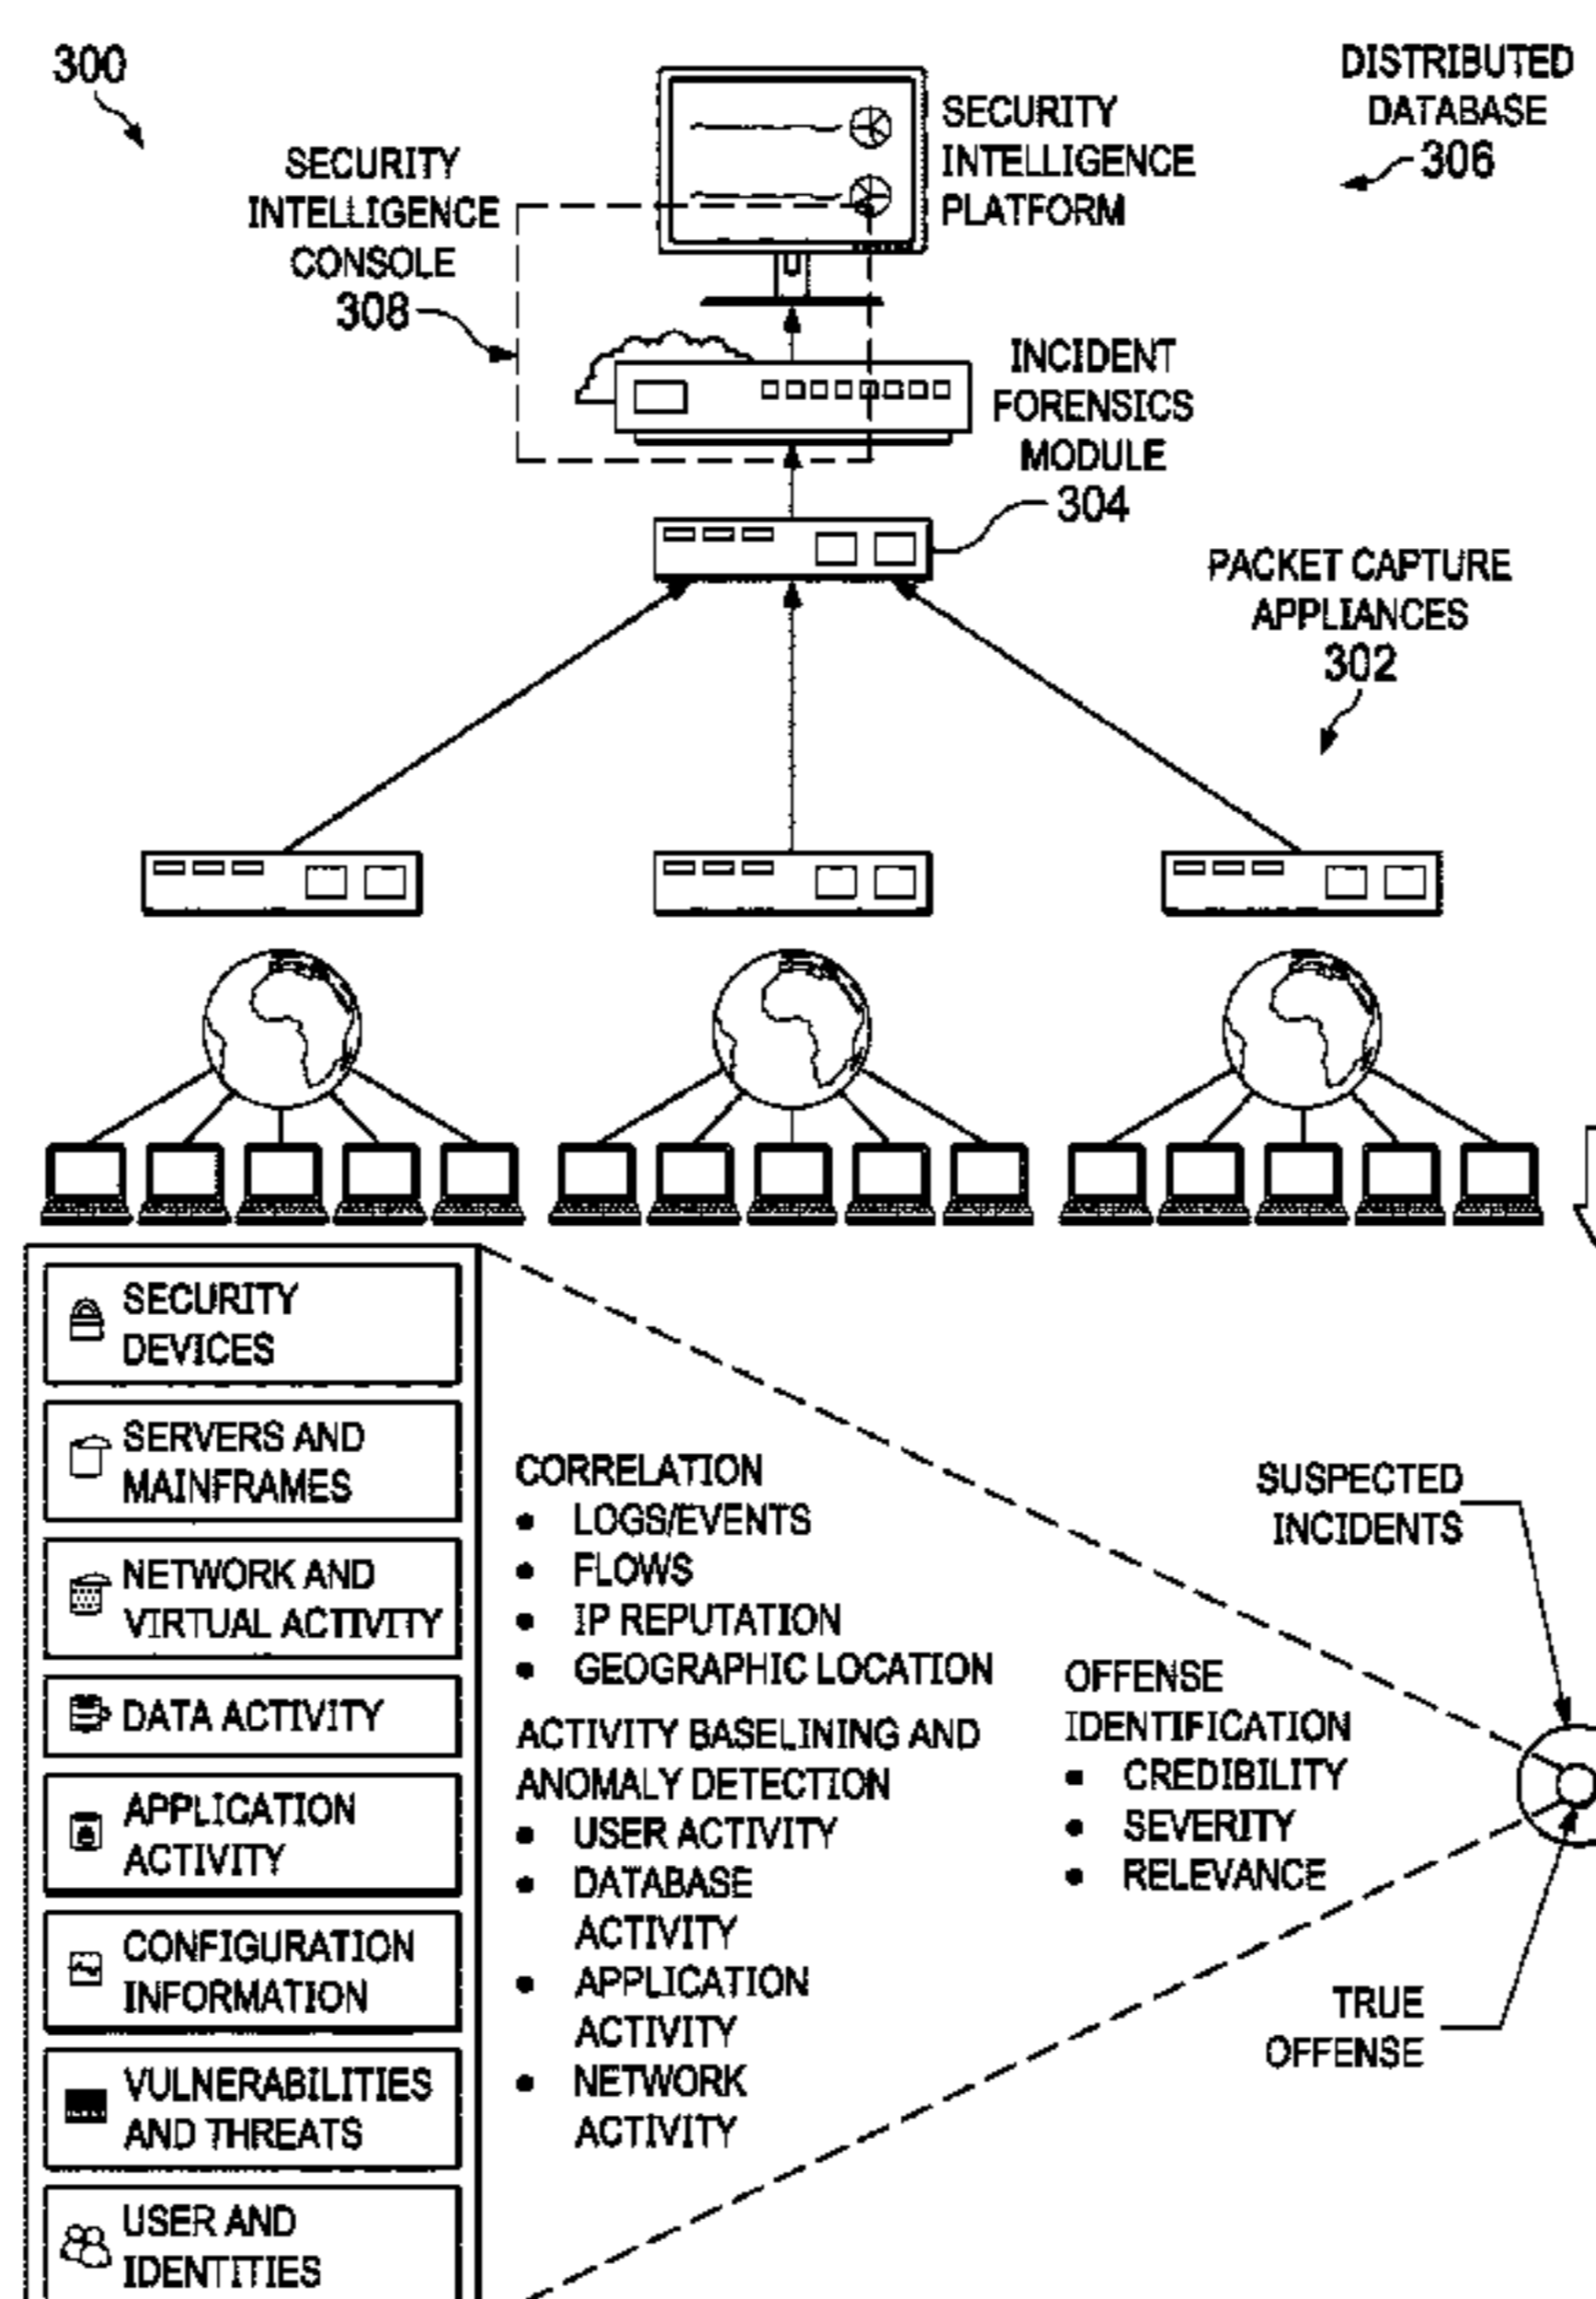 300
DISTRIBUTED
DATABASE
306
SECURITY
INTELLIGENCE
PLATFORM
SECURITY
INTELLIGENCE
CONSOLE
308
INCIDENT
FORENSICS
MODULE
304
PACKET CAPTURE
APPLIANCES
302
SECURITY
DEVICES
SERVERS AND
MAINFRAMES
NETWORK AND
VIRTUAL ACTIVITY
DATA ACTIVITY
APPLICATION
ACTIVITY
CONFIGURATION
INFORMATION
VULNERABILITIES
AND THREATS
USER AND
IDENTITIES
CORRELATION
• LOGS/EVENTS
• FLOWS
• IP REPUTATION
• GEOGRAPHIC LOCATION
ACTIVITY BASELINING AND
ANOMALY DETECTION
• USER ACTIVITY
• DATABASE
ACTIVITY
• APPLICATION
ACTIVITY
• NETWORK
ACTIVITY
OFFENSE
IDENTIFICATION
• CREDIBILITY
• SEVERITY
• RELEVANCE
SUSPECTED
INCIDENTS
TRUE
OFFENSE